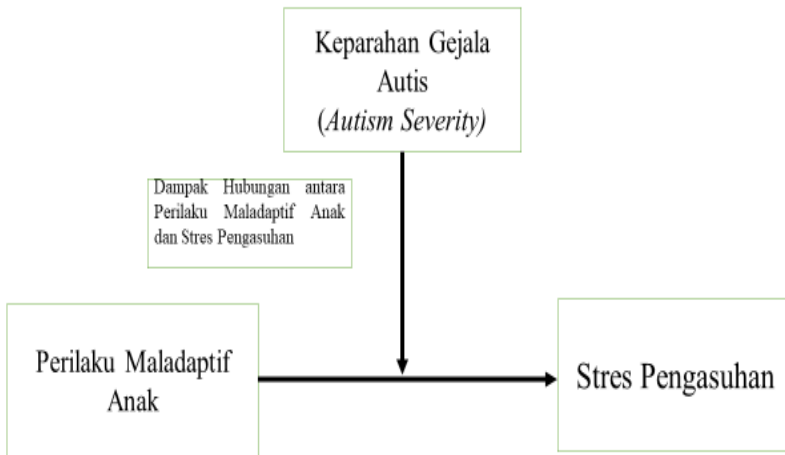 Keparahan Gejala
Autis
(Autism Severity)
Dampak Hubungan antara
Perilaku Maladaptif Anak
dan Stres Pengasuhan
Perilaku Maladaptif
Anak
Stres Pengasuhan